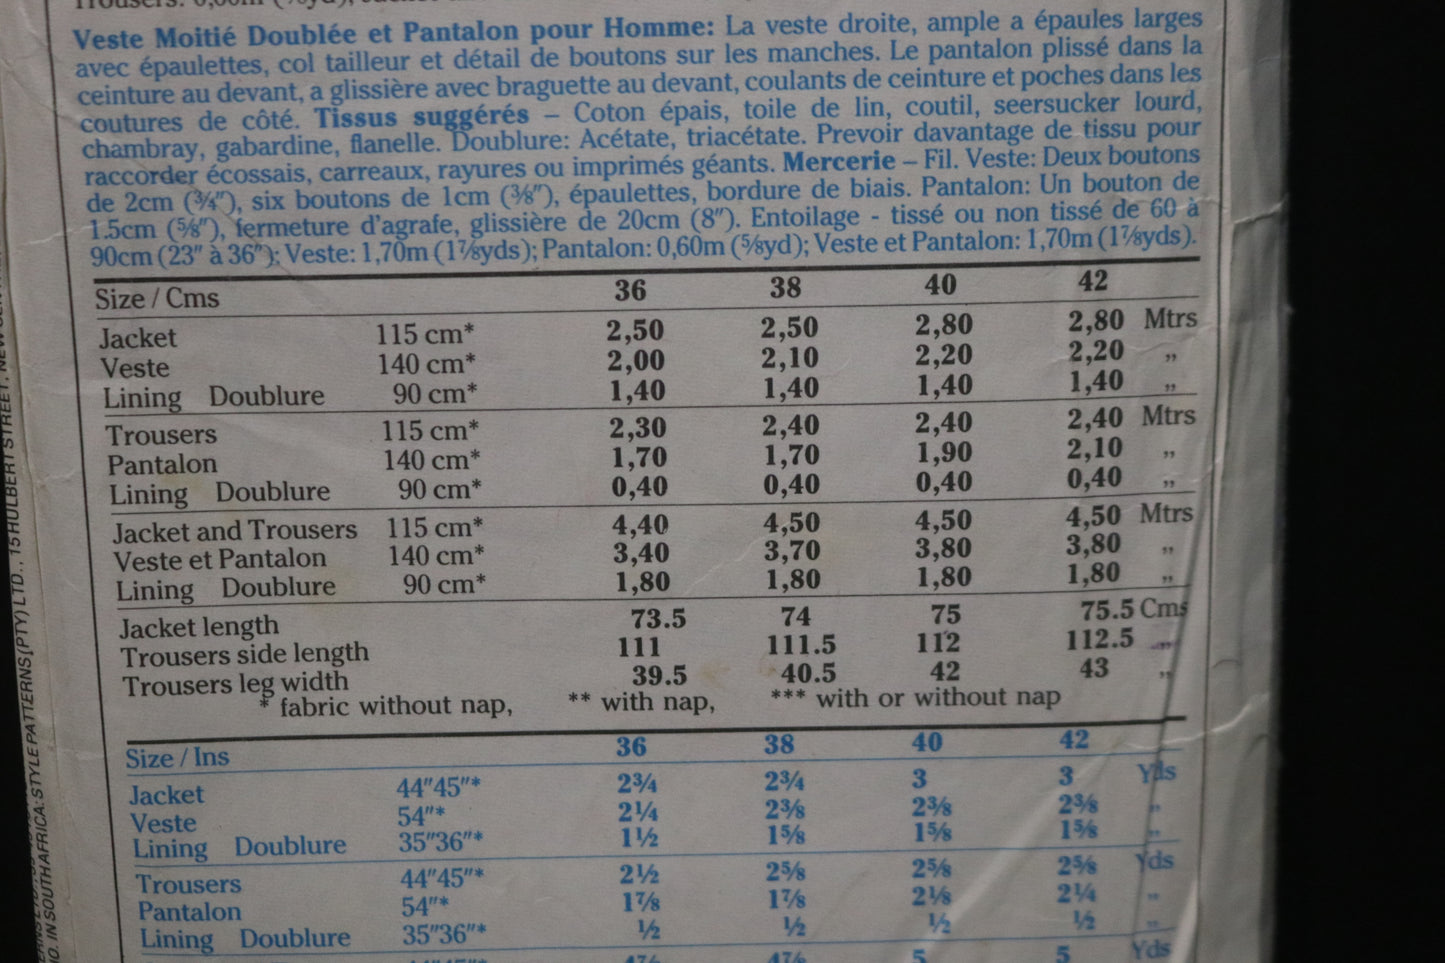 Veste Moitié Doublée et Pantalon pour Homme: La veste droite, ample a épaules larges
avec épaulettes, col tailleur et détail de boutons sur les manches. Le pantalon plissé dans la
ceinture au devant, a glissière avec braguette au devant, coulants de ceinture et poches dans les
coutures de côté. Tissus suggérés – Coton épais, toile de lin, coutil, seersucker lourd,
chambray, gabardine, flanelle. Doublure: Acétate, triacétate. Prevoir davantage de tissu pour
raccorder écossais, carreaux, rayures ou imprimés géants. Mercerie – Fil. Veste: Deux boutons
de 2cm (¾"), six boutons de 1cm (⅜"), épaulettes, bordure de biais. Pantalon: Un bouton de
1.5cm (⅝"), fermeture d'agrafe, glissière de 20cm (8"). Entoilage - tissé ou non tissé de 60 à
90cm (23" à 36"): Veste: 1,70m (1⅞yds); Pantalon: 0,60m (⅝yd); Veste et Pantalon: 1,70m (1⅞yds).
Size / Cms 36 38 40 42
Jacket 115 cm* 2,50 2,50 2,80 2,80 Mtrs
Veste 140 cm* 2,00 2,10 2,20 2,20 "
Lining Doublure 90 cm* 1,40 1,40 1,40 1,40 "
Trousers 115 cm* 2,30 2,40 2,40 2,40 Mtrs
Pantalon 140 cm* 1,70 1,70 1,90 2,10 "
Lining Doublure 90 cm* 0,40 0,40 0,40 0,40 "
Jacket and Trousers 115 cm* 4,40 4,50 4,50 4,50 Mtrs
Veste et Pantalon 140 cm* 3,40 3,70 3,80 3,80 "
Lining Doublure 90 cm* 1,80 1,80 1,80 1,80 "
Jacket length 73.5 74 75 75.5 Cms
Trousers side length 111 111.5 112 112.5 "
Trousers leg width 39.5 40.5 42 43 "
* fabric without nap, ** with nap, *** with or without nap
Size / Ins 36 38 40 42
Jacket 44"45"* 2¾ 2¾ 3 3 Yds
Veste 54"* 2¼ 2⅜ 2⅜ 2⅜ "
Lining Doublure 35"36"* 1½ 1⅝ 1⅝ 1⅝ "
Trousers 44"45"* 2½ 2⅝ 2⅝ 2⅝ Yds
Pantalon 54"* 1⅞ 1⅞ 2⅛ 2¼ "
Lining Doublure 35"36"* ½ ½ ½ ½ "
44"45"* 4⅞ 4⅞ 5 5 Yds
IN SOUTH AFRICA: STYLE PATTERNS (PTY) LTD., 15 HULBERT STREET,